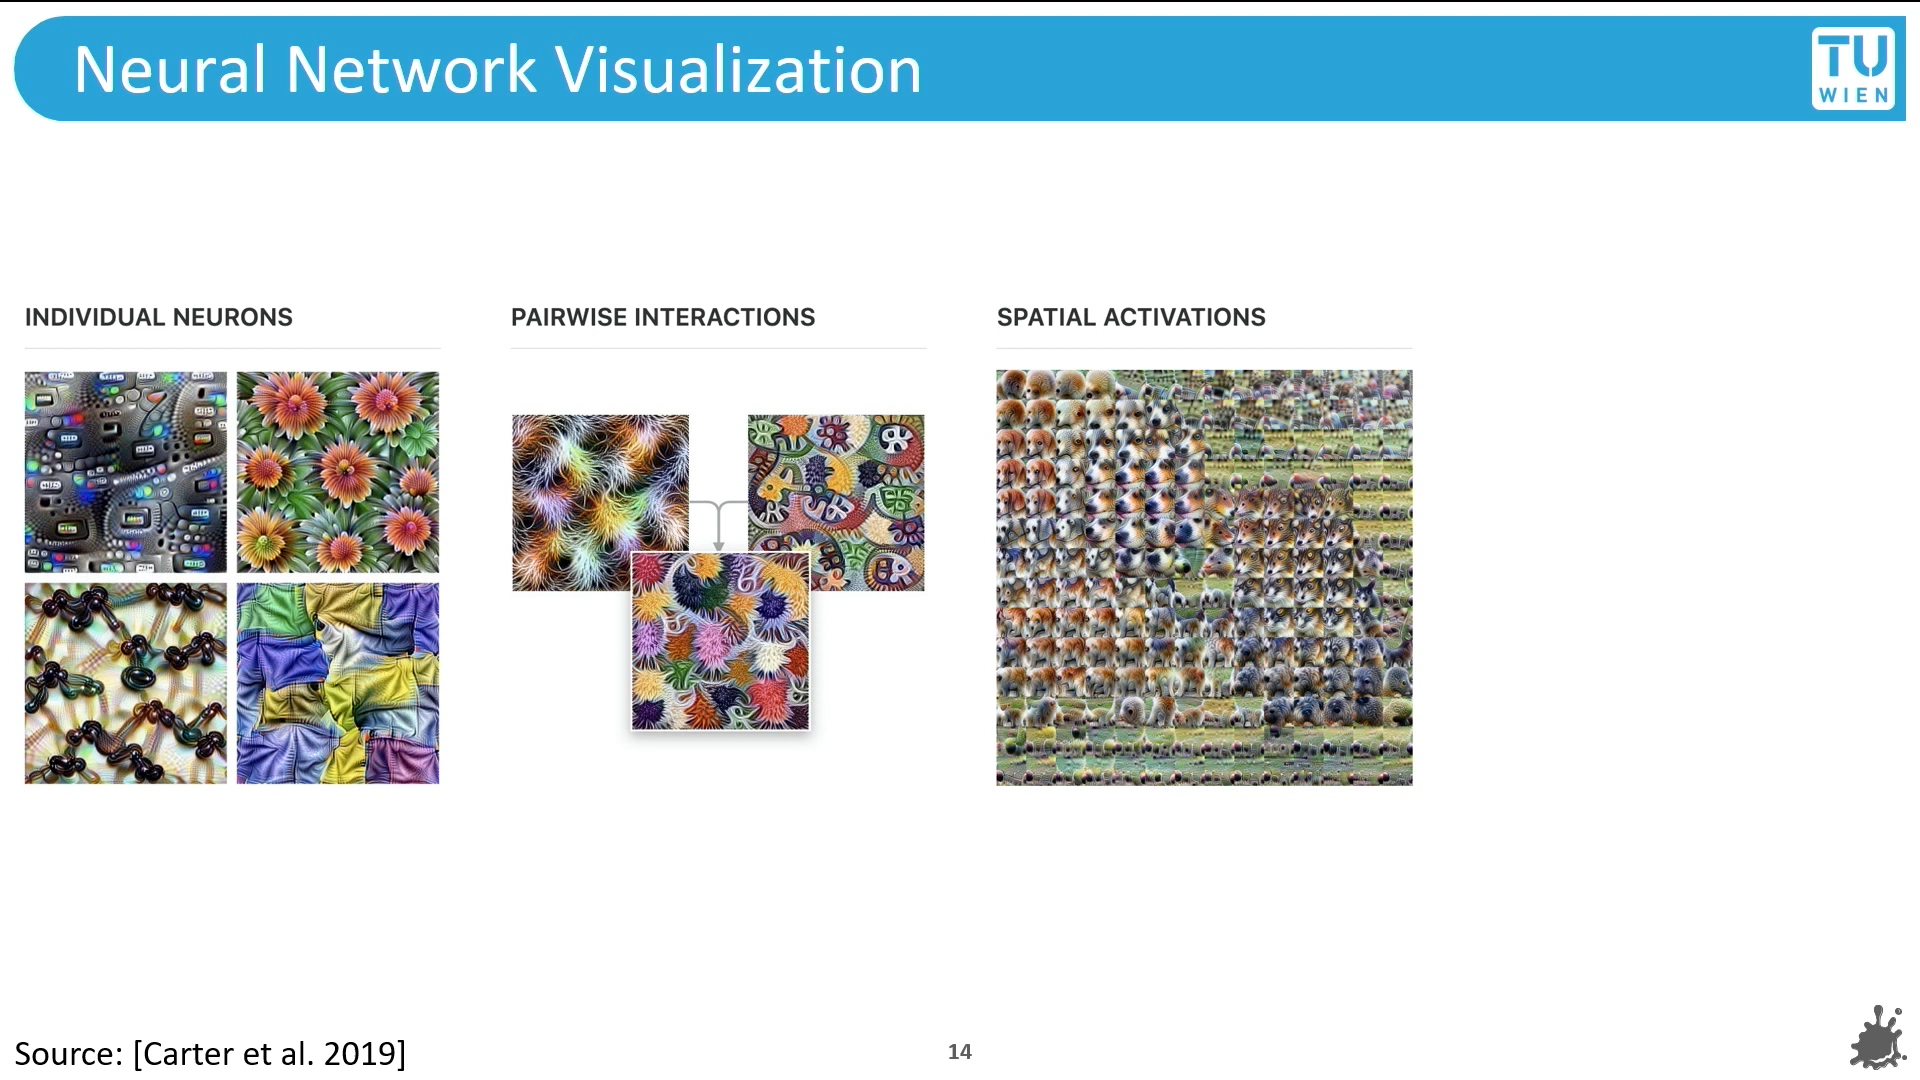 Neural Network Visualization
TU
WIEN
INDIVIDUAL NEURONS
PAIRWISE INTERACTIONS
SPATIAL ACTIVATIONS
Source: [Carter et al. 2019]
14